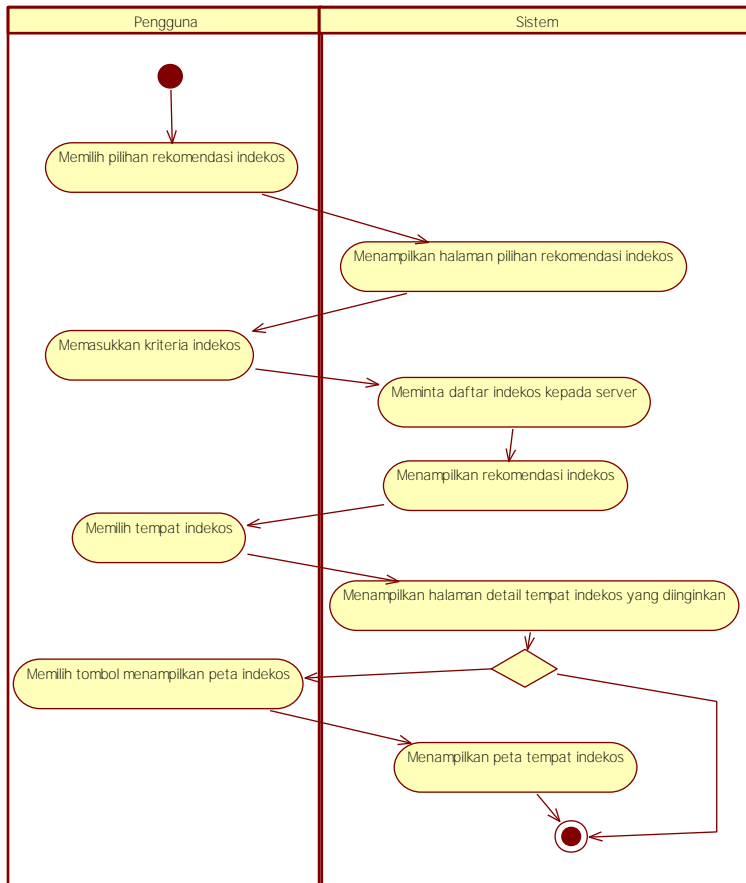 Pengguna
Sistem
Memilih pilihan rekomendasi indekos
Menampilkan halaman pilihan rekomendasi indekos
Memasukkan kriteria indekos
Meminta daftar indekos kepada server
Menampilkan rekomendasi indekos
Memilih tempat indekos
Menampilkan halaman detail tempat indekos yang diinginkan
Memilih tombol menampilkan peta indekos
Menampilkan peta tempat indekos